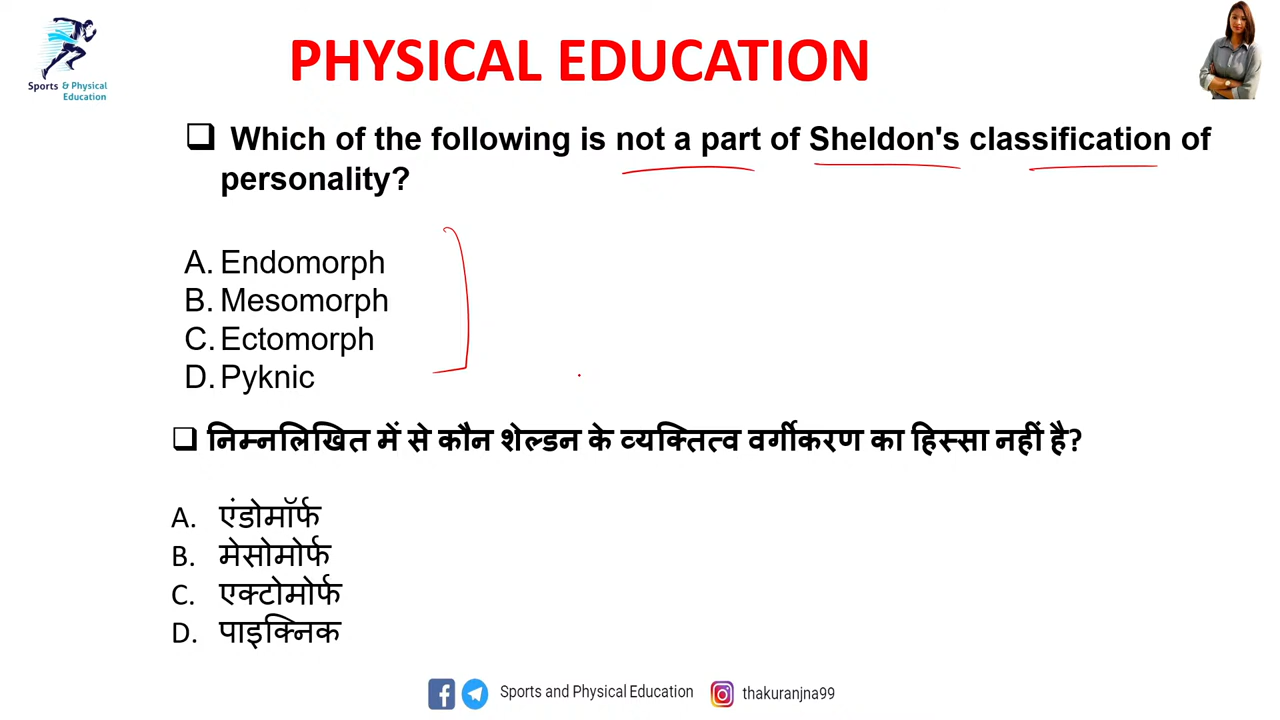 Sports & Physical
Education
PHYSICAL EDUCATION
Which of the following is not a part of Sheldon's classification of
personality?
A. Endomorph
B. Mesomorph
C. Ectomorph
D. Pyknic
निम्नलिखित में से कौन शेल्डन के व्यक्तित्व वर्गीकरण का हिस्सा नहीं है?
A. एंडोमॉर्फ
B. मेसोमोर्फ
C. एक्टोमोर्फ
D. पाइक्निक
Sports and Physical Education thakuranjna99